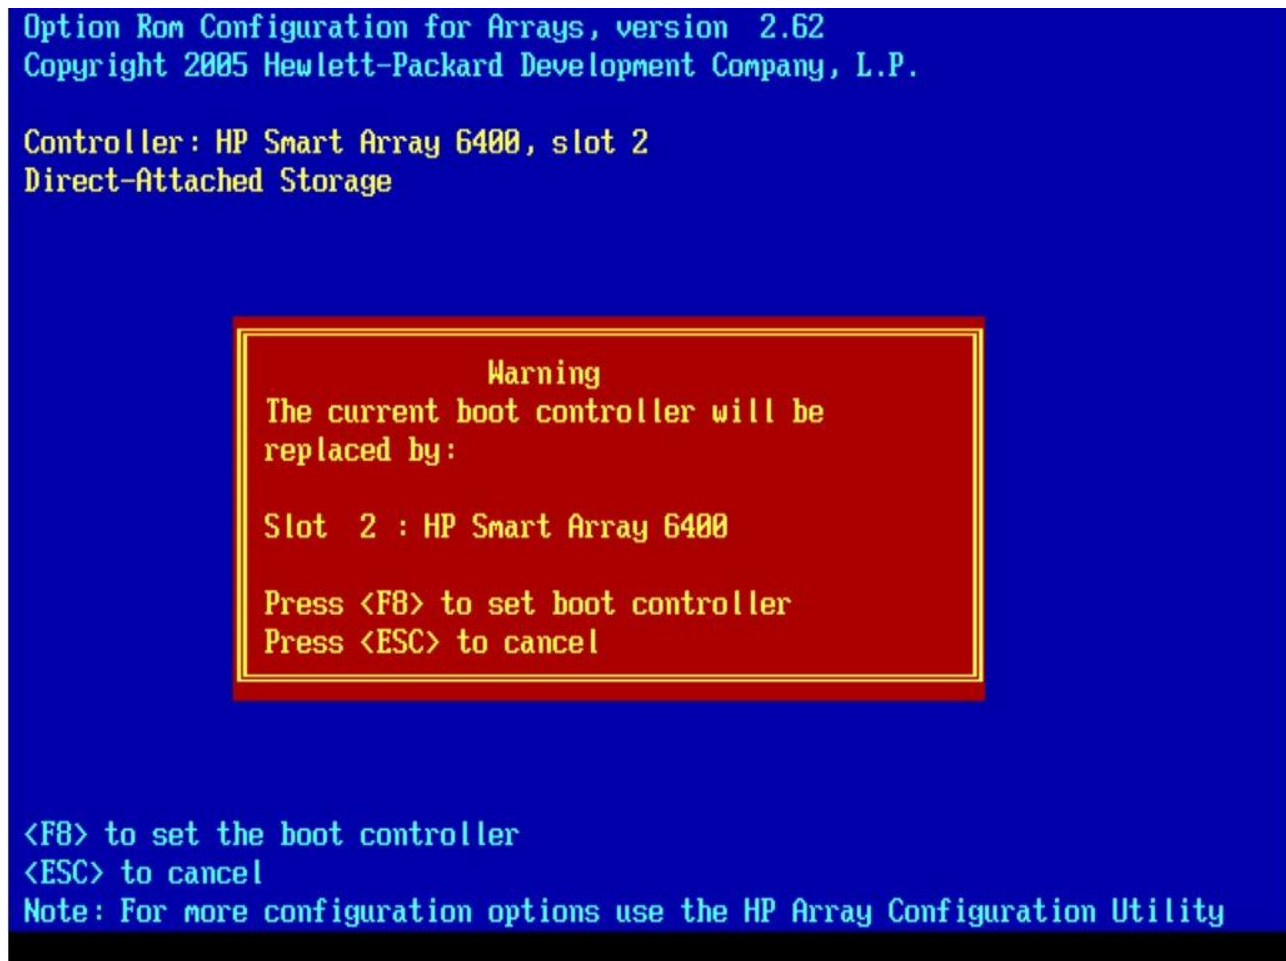 Option Rom Configuration for Arrays, version  2.62
Copyright 2005 Hewlett-Packard Development Company, L.P.
Controller: HP Smart Array 6400, slot 2
Direct-Attached Storage
Warning
The current boot controller will be
replaced by:
Slot  2 : HP Smart Array 6400
Press <F8> to set boot controller
Press <ESC> to cancel
<F8> to set the boot controller
<ESC> to cancel
Note: For more configuration options use the HP Array Configuration Utility